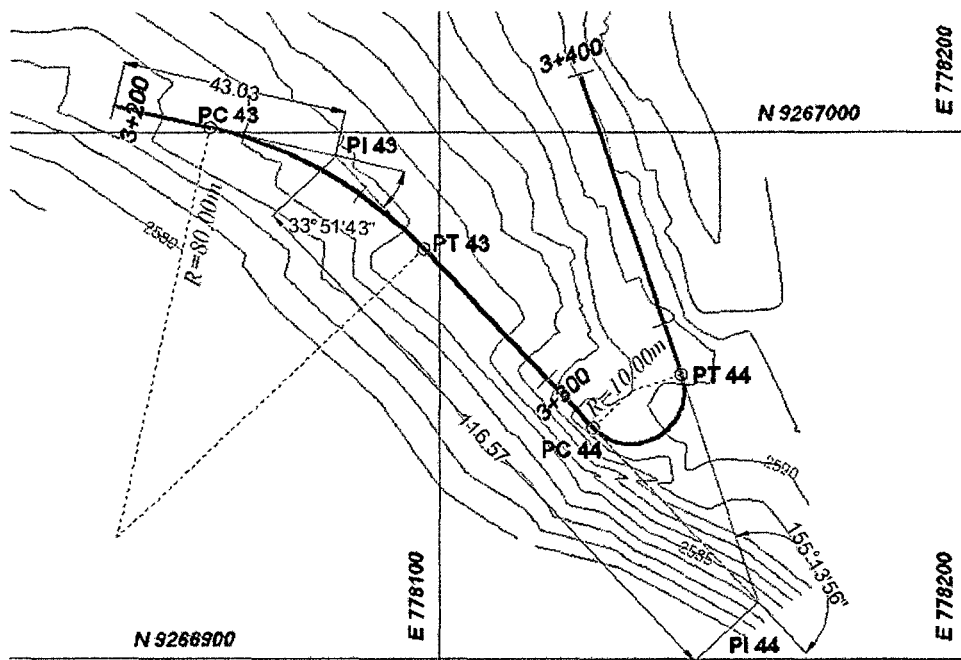 E 778200
3+400
43.03
3+200
PC 43
N 9267000
PI 43
33°51'43"
2580
R=80.00m
PT 43
3+300
R=10.00m
PT 44
116.57
PC 44
2590
2585
155°13'56"
E 778100
E 778200
N 9266900
PI 44